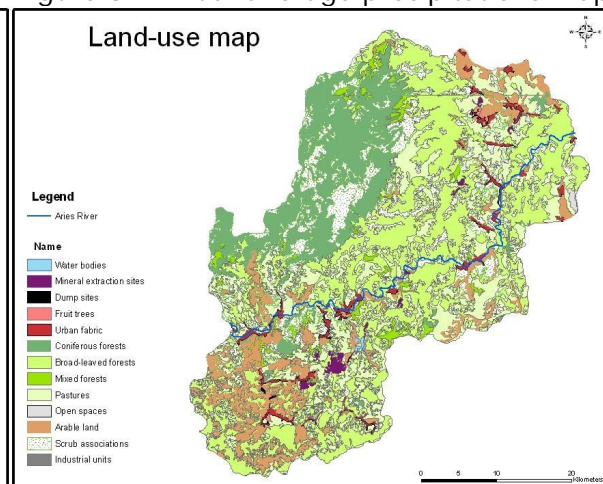 Land-use map
N
W
E
S
Legend
Aries River
Name
Water bodies
Mineral extraction sites
Dump sites
Fruit trees
Urban fabric
Coniferous forests
Broad-leaved forests
Mixed forests
Pastures
Open spaces
Arable land
Scrub associations
Industrial units
0 5 10 20
Kilometers